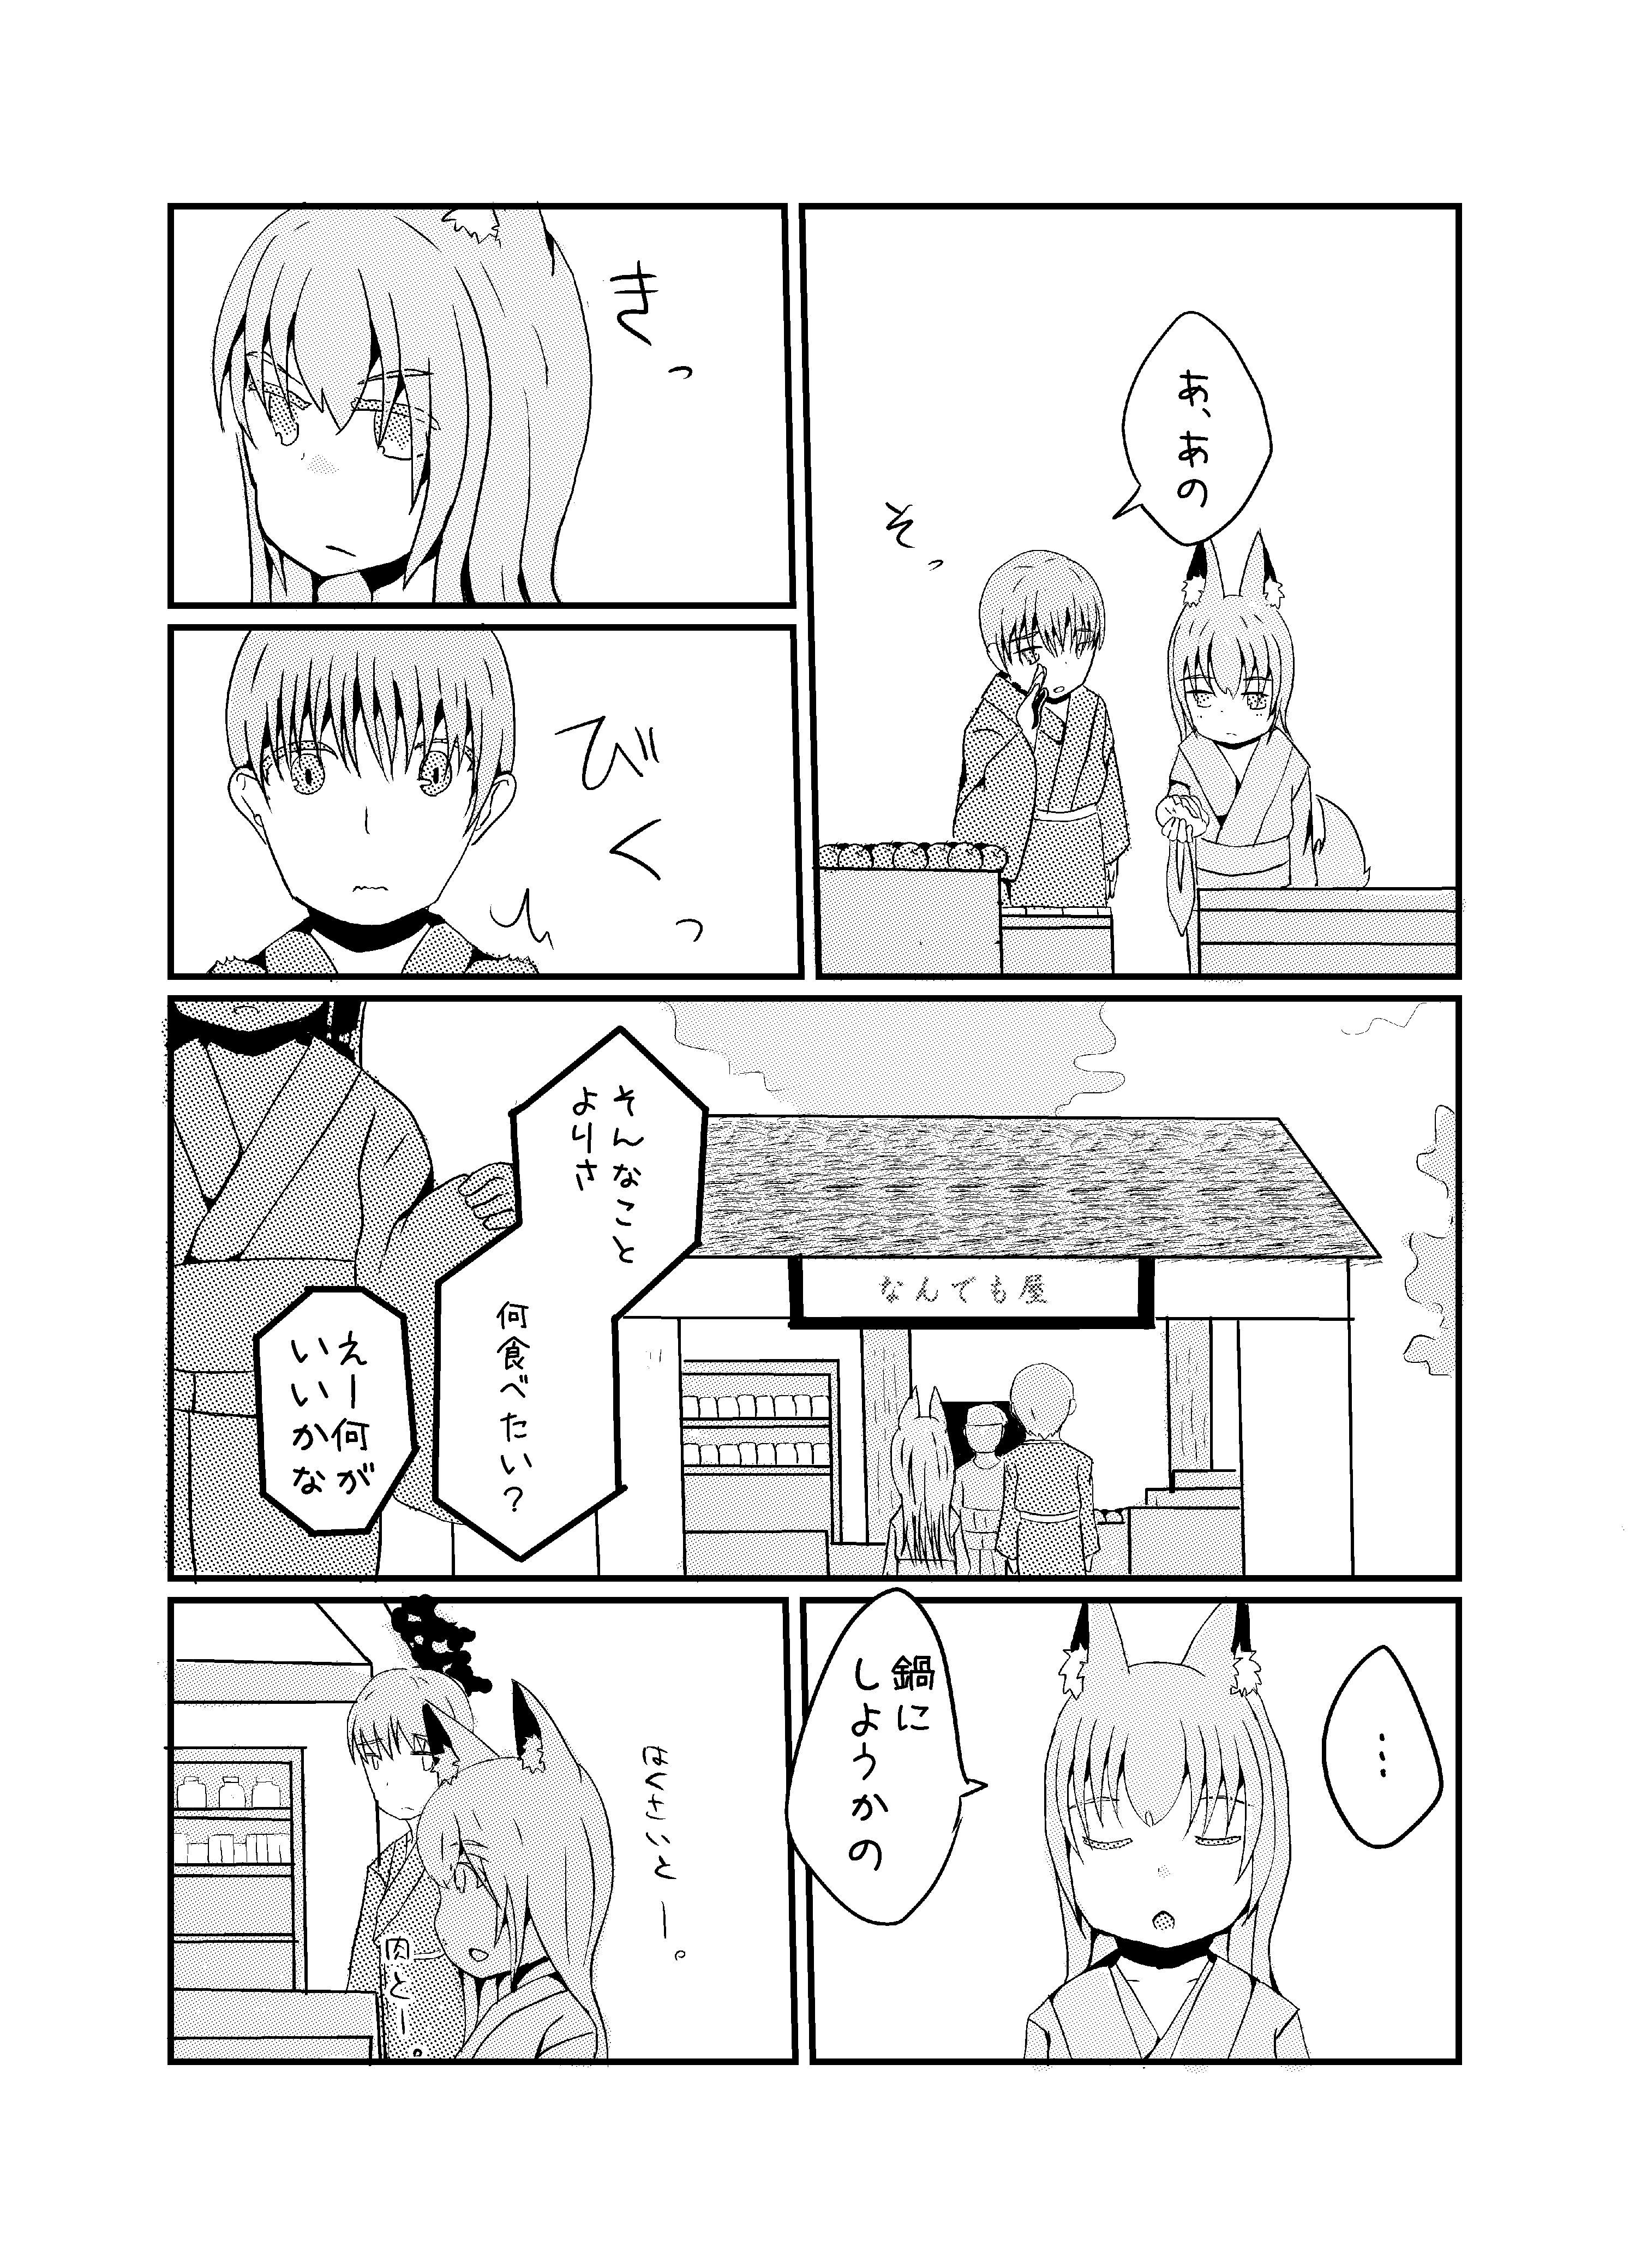 あ、あの
そっ
きっ
びくっ
なんでも屋
そんなこと
よりさ
何食べたい?
えー何が
いいかな
…
鍋に
しようかの
はくさいとー。
肉とー。